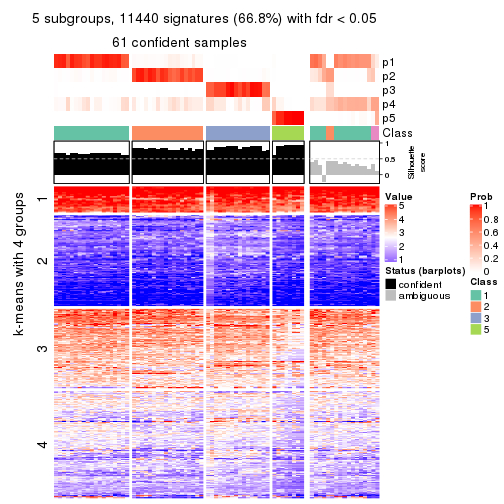 5 subgroups, 11440 signatures (66.8%) with fdr < 0.05
61 confident samples
p1
p2
p3
p4
p5
Class
1
0.5
0
Silhouette
score
k-means with 4 groups
1
2
3
4
Value
5
4
3
2
1
Status (barplots)
confident
ambiguous
Prob
1
0.8
0.6
0.4
0.2
0
Class
1
2
3
5